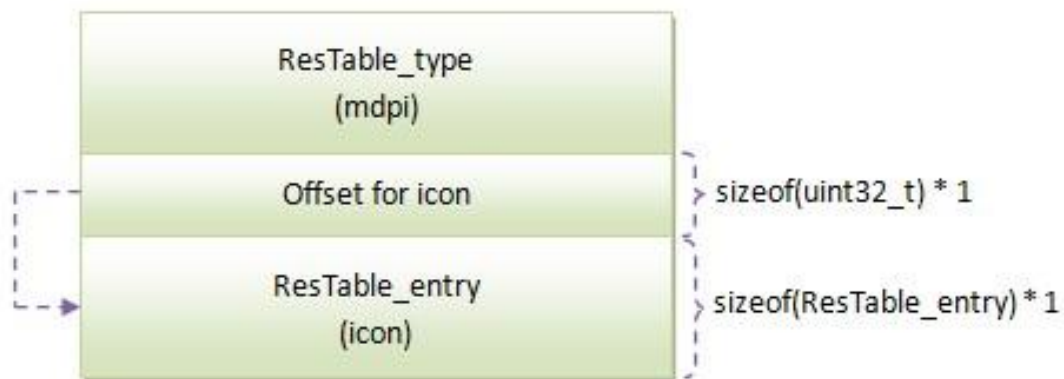 ResTable_type
(mdpi)
Offset for icon
sizeof(uint32_t) * 1
ResTable_entry
(icon)
sizeof(ResTable_entry) * 1